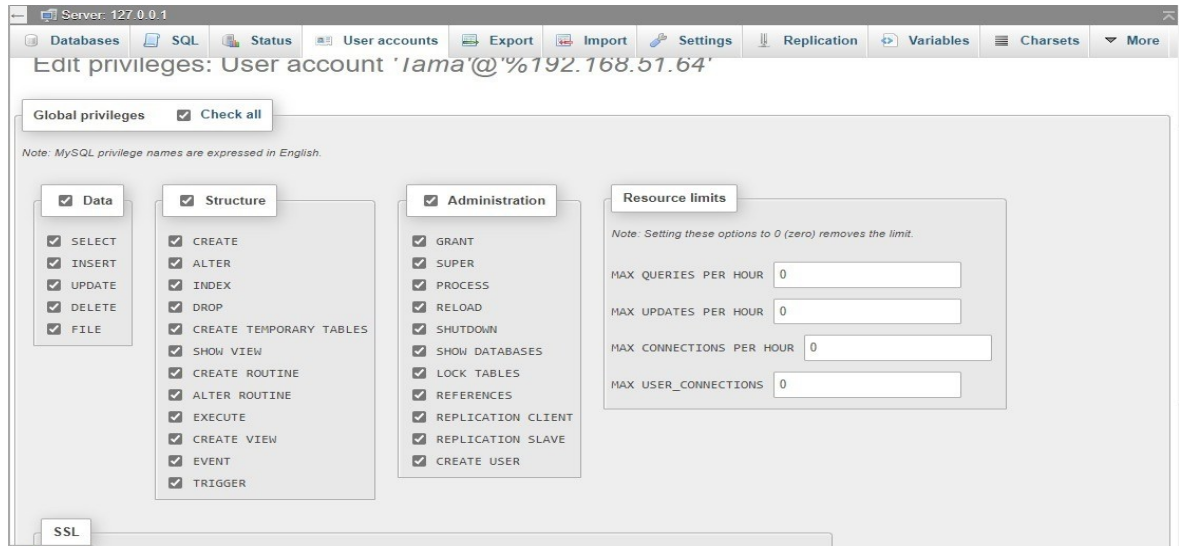 Server: 127.0.0.1
Databases SQL Status User accounts Export Import Settings Replication Variables Charsets More
Edit privileges: User account 'Tama'@'%192.168.51.64'
Global privileges Check all
Note: MySQL privilege names are expressed in English.
Data
SELECT
INSERT
UPDATE
DELETE
FILE
Structure
CREATE
ALTER
INDEX
DROP
CREATE TEMPORARY TABLES
SHOW VIEW
CREATE ROUTINE
ALTER ROUTINE
EXECUTE
CREATE VIEW
EVENT
TRIGGER
Administration
GRANT
SUPER
PROCESS
RELOAD
SHUTDOWN
SHOW DATABASES
LOCK TABLES
REFERENCES
REPLICATION CLIENT
REPLICATION SLAVE
CREATE USER
Resource limits
Note: Setting these options to 0 (zero) removes the limit.
MAX QUERIES PER HOUR 0
MAX UPDATES PER HOUR 0
MAX CONNECTIONS PER HOUR 0
MAX USER_CONNECTIONS 0
SSL